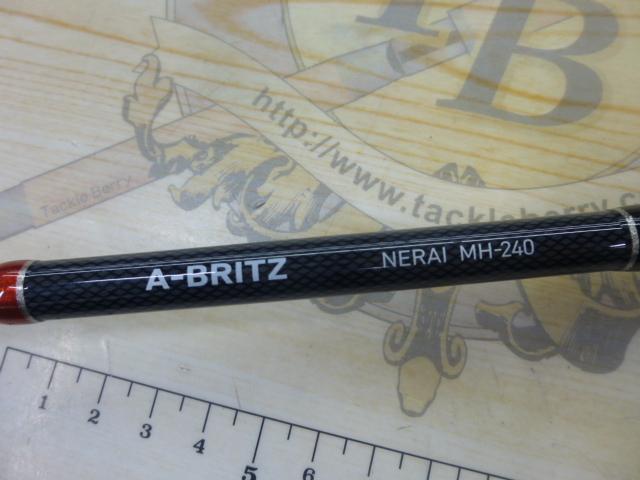 B
http://www.tackleberry.c
Tackle Berry
A-BRITZ NERAI MH-240
1 2 3 4 5 6